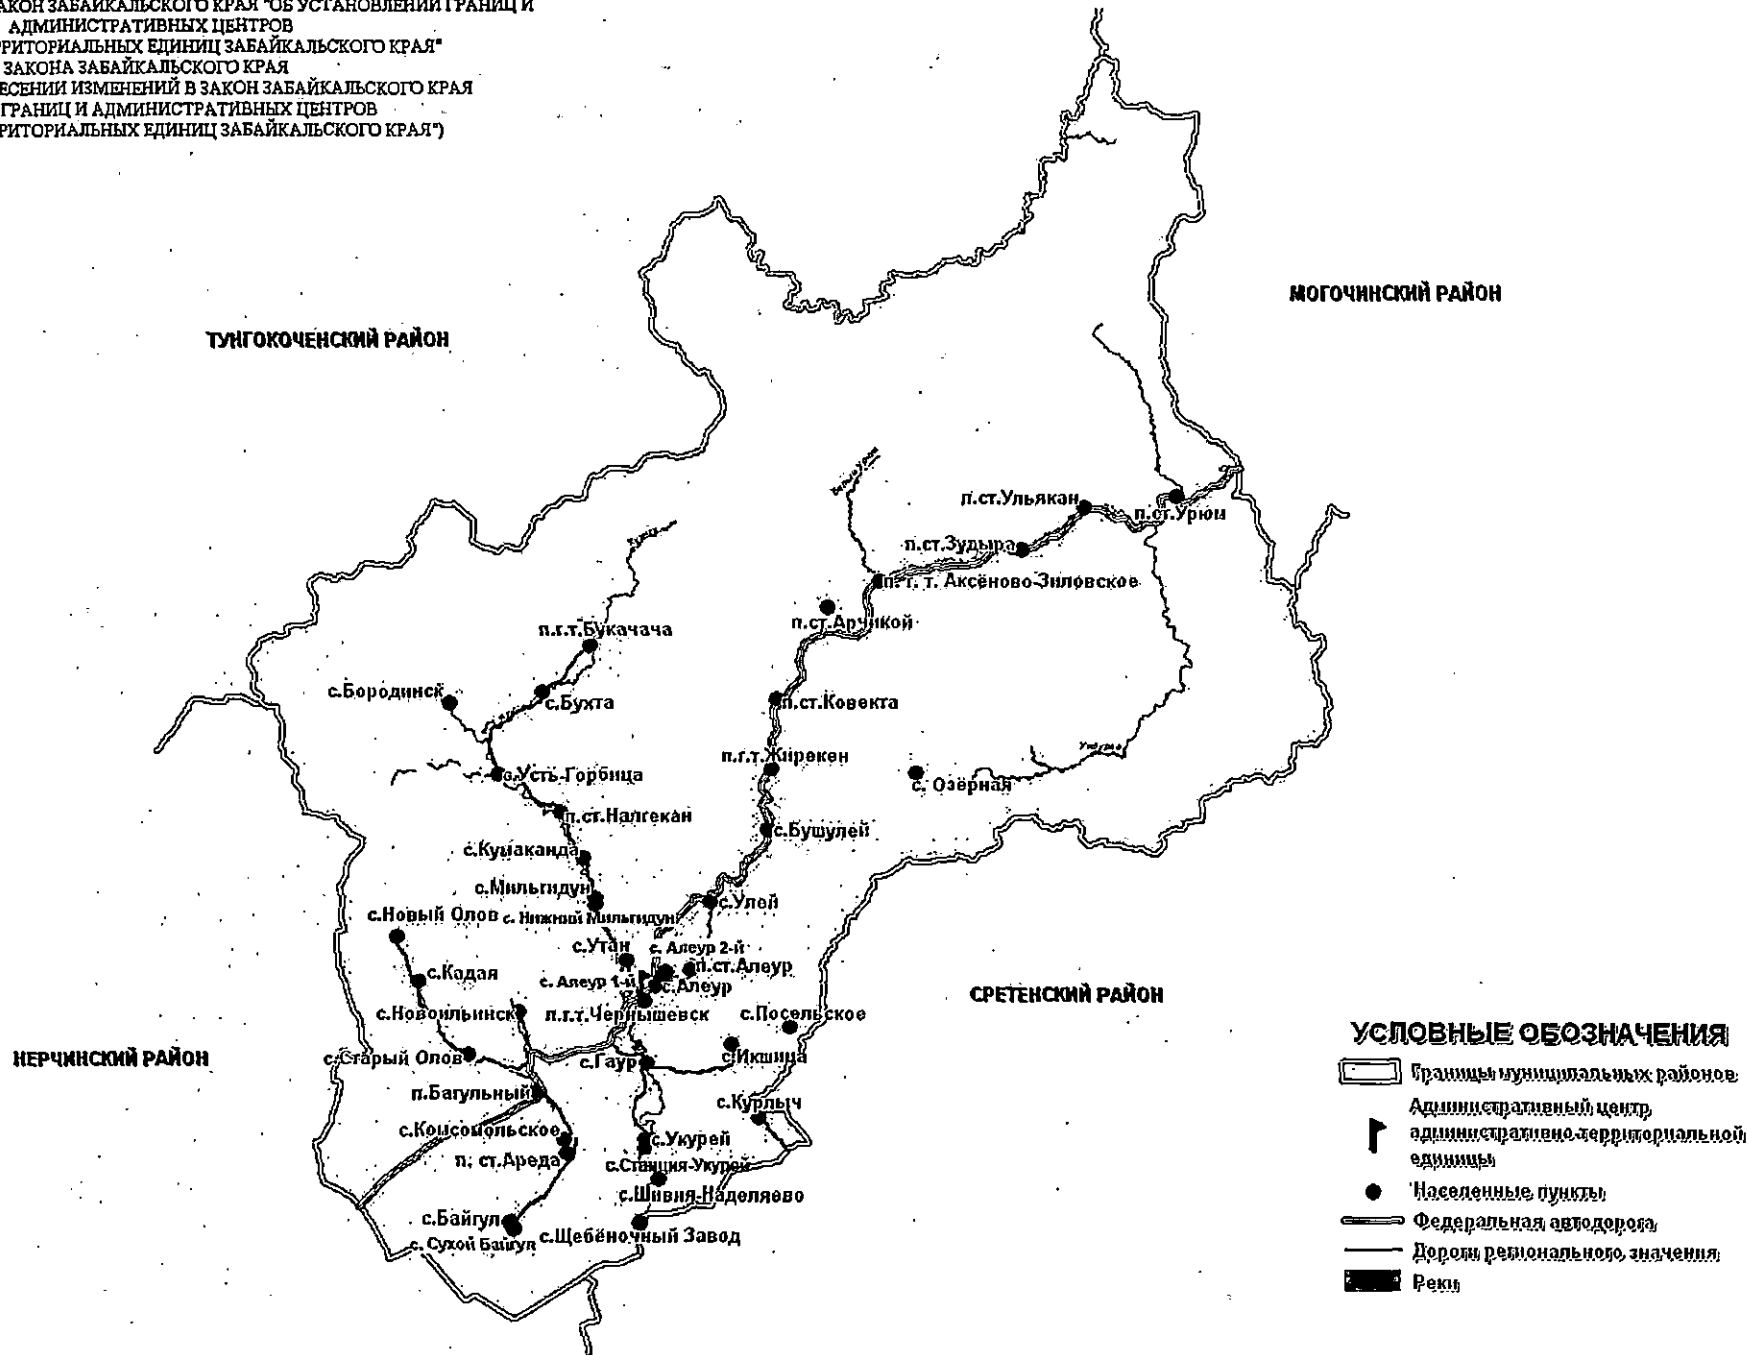 АКОН ЗАБАЙКАЛЬСКОГО КРАЯ "ОБ УСТАНОВЛЕНИИ ГРАНИЦ И
АДМИНИСТРАТИВНЫХ ЦЕНТРОВ
РРИТОРИАЛЬНЫХ ЕДИНИЦ ЗАБАЙКАЛЬСКОГО КРАЯ"
ЗАКОНА ЗАБАЙКАЛЬСКОГО КРАЯ
ЕСЕНИИ ИЗМЕНЕНИЙ В ЗАКОН ЗАБАЙКАЛЬСКОГО КРАЯ
ГРАНИЦ И АДМИНИСТРАТИВНЫХ ЦЕНТРОВ
РИТОРИАЛЬНЫХ ЕДИНИЦ ЗАБАЙКАЛЬСКОГО КРАЯ")
МОГОЧИНСКИЙ РАЙОН
ТУНГОКОЧЕНСКИЙ РАЙОН
п.ст.Ульякан
п.ст.Урюм
п.ст.Зудыра
п. г. т. Аксёново-Зиловское
п.ст.Арчикой
п.г.т.Букачача
с.Бородинск
с.Бухта
п.ст.Ковекта
п.г.т.Жирекен
с.Усть-Горбица
с. Озёрная
п.ст.Налгекан
с.Бушулей
с.Кумаканда
с.Мильгидун
с.Улей
с.Новый Олов
с. Нижний Мильгидун
с.Утан
с. Алеур 2-й
п.ст.Алеур
с.Кадая
с. Алеур 1-й
с.Алеур
СРЕТЕНСКИЙ РАЙОН
с.Новоильинск
п.г.т.Чернышевск
с.Посельское
НЕРЧИНСКИЙ РАЙОН
с.Старый Олов
с.Гаур
с.Икшица
п.Багульный
с.Курлыч
с.Комсомольское
с.Укурей
п. ст.Ареда
с.Станция-Укурей
с.Шивия-Наделяево
с.Байгул
с. Сухой Байгул
с.Щебёночный Завод
УСЛОВНЫЕ ОБОЗНАЧЕНИЯ
Границы муниципальных районов
Административный центр
административно-территориальной
единицы
Населенные пункты
Федеральная автодорога
Дороги регионального значения
Реки